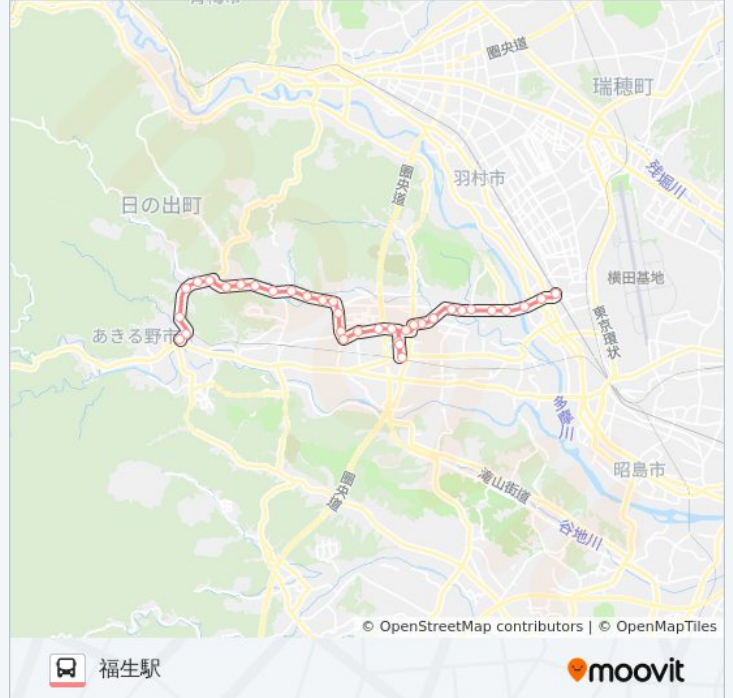 青梅市
圏央道
瑞穂町
圏央道
羽村市
残堀川
日の出町
横田基地
東京環状
あきる野市
多摩川
昭島市
滝山街道
圏央道
谷地川
© OpenStreetMap contributors | © OpenMapTiles
福生駅
moovit